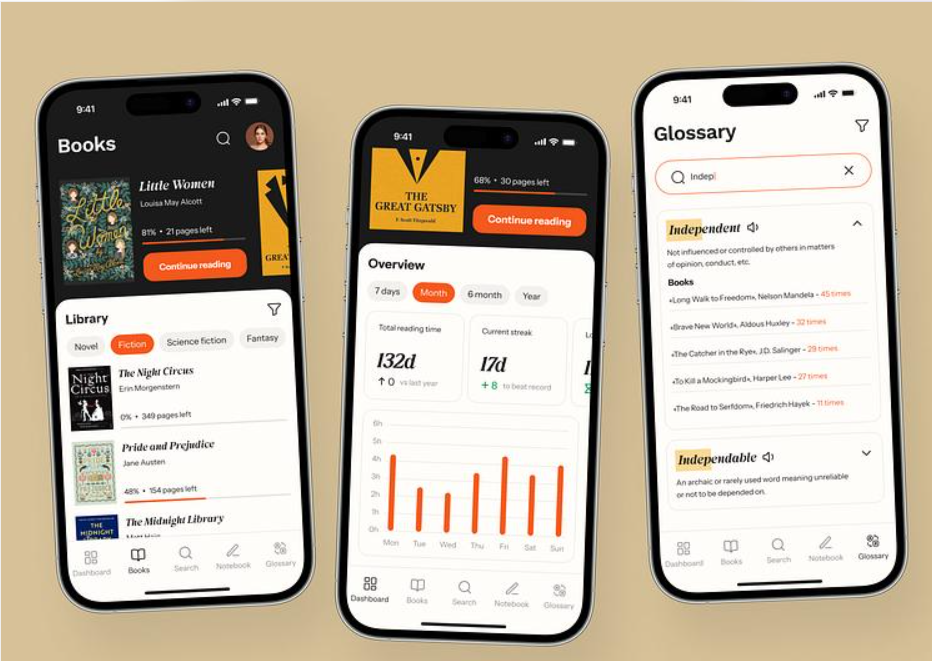 9:41
Books
Little Women
Louisa May Alcott
81% • 21 pages left
Continue reading
Little
Women
GREA
Library
Novel
Fiction
Science fiction
Fantasy
Night
Circus
The Night Circus
Erin Morgenstern
0% • 349 pages left
Pride and Prejudice
Jane Austen
48% • 154 pages left
THE
MIDNIGHT
The Midnight Library
Matt Haig
Dashboard
Books
Search
Notebook
Glossary
9:41
THE
GREAT GATSBY
F. Scott Fitzgerald
68% • 30 pages left
Continue reading
Overview
7 days
Month
6 month
Year
Total reading time
132d
↑ 0 vs last year
Current streak
17d
+ 8 to beat record
Lo
6h
5h
4h
3h
2h
1h
0h
Mon
Tue
Wed
Thu
Fri
Sat
Sun
Dashboard
Books
Search
Notebook
Glossary
9:41
Glossary
Indep
Independent
Not influenced or controlled by others in matters
of opinion, conduct, etc.
Books
«Long Walk to Freedom», Nelson Mandela - 45 times
«Brave New World», Aldous Huxley - 32 times
«The Catcher in the Rye», J.D. Salinger - 29 times
«To Kill a Mockingbird», Harper Lee - 27 times
«The Road to Serfdom», Friedrich Hayek - 11 times
Independable
An archaic or rarely used word meaning unreliable
or not to be depended on.
Dashboard
Books
Search
Notebook
Glossary